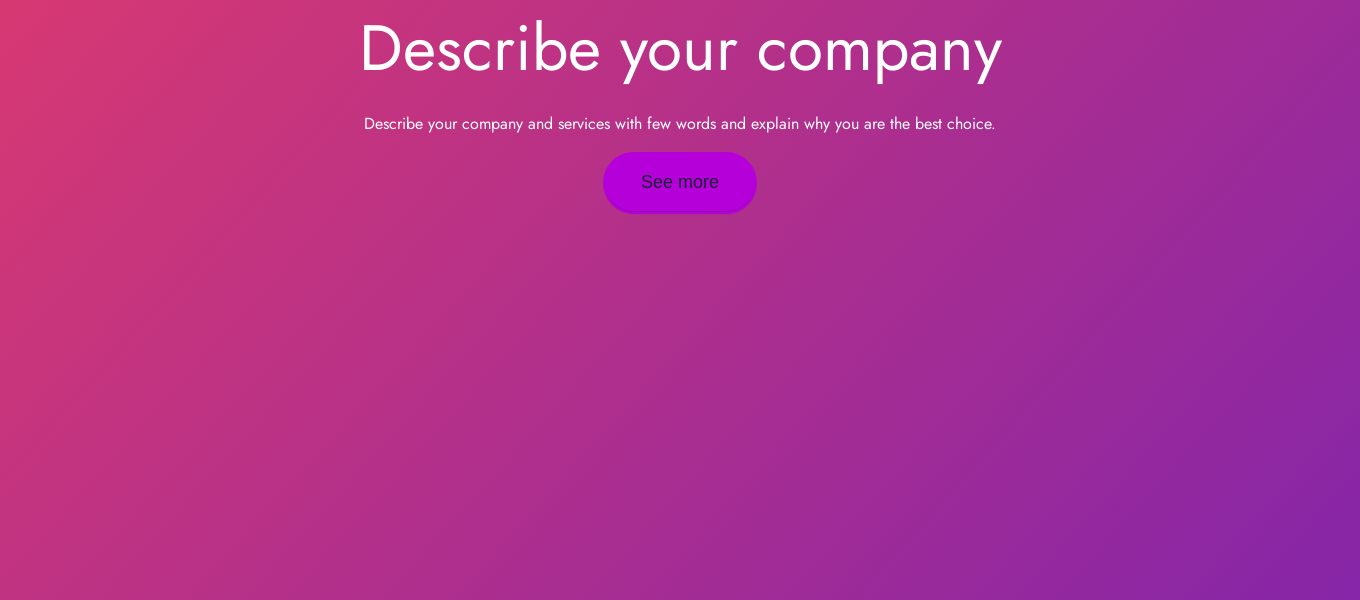 Describe your company
Describe your company and services with few words and explain why you are the best choice.
See more